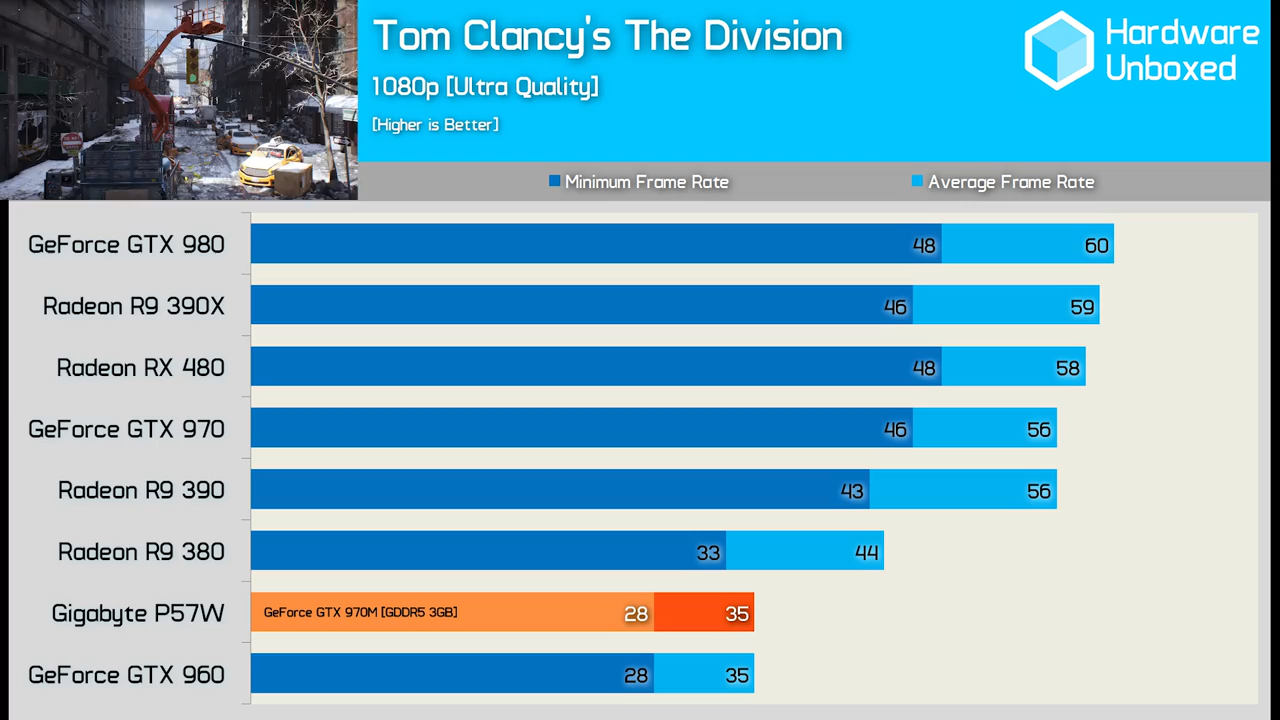 Tom Clancy's The Division
1080p [Ultra Quality]
[Higher is Better]
Hardware
Unboxed
Minimum Frame Rate
Average Frame Rate
GeForce GTX 980
48
60
Radeon R9 390X
46
59
Radeon RX 480
48
58
GeForce GTX 970
46
56
Radeon R9 390
43
56
Radeon R9 380
33
44
Gigabyte P57W
GeForce GTX 970M [GDDR5 3GB]
28
35
GeForce GTX 960
28
35